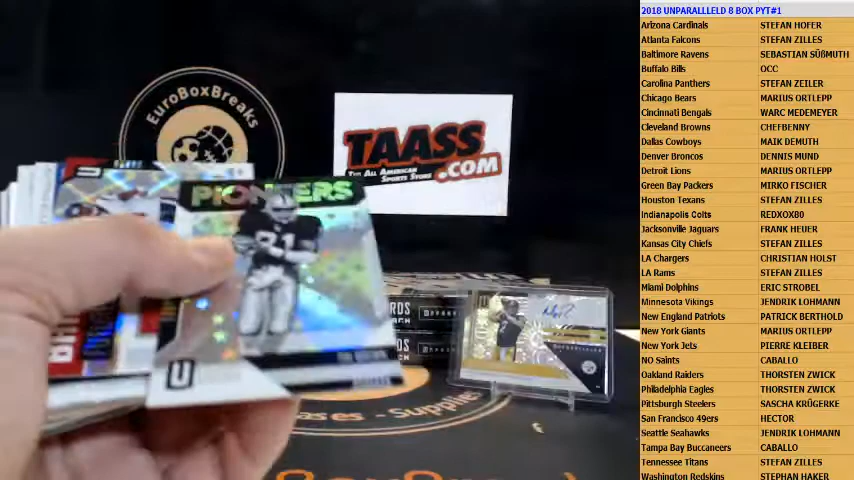 EuroBoxBreaks
TAASS
THE ALL AMERICAN
SPORTS STORE
.COM
PIONEERS
81
U
2018 UNPARALLLELD 8 BOX PYT#1
Arizona Cardinals STEFAN HOFER
Atlanta Falcons STEFAN ZILLES
Baltimore Ravens SEBASTIAN SÜßMUTH
Buffalo Bills OCC
Carolina Panthers STEFAN ZEILER
Chicago Bears MARIUS ORTLEPP
Cincinnati Bengals WARC MEDEMEYER
Cleveland Browns CHEFBENNY
Dallas Cowboys MAIK DEMUTH
Denver Broncos DENNIS MUND
Detroit Lions MARIUS ORTLEPP
Green Bay Packers MIRKO FISCHER
Houston Texans STEFAN ZILLES
Indianapolis Colts REDXOX80
Jacksonville Jaguars FRANK HEUER
Kansas City Chiefs STEFAN ZILLES
LA Chargers CHRISTIAN HOLST
LA Rams STEFAN ZILLES
Miami Dolphins ERIC STROBEL
Minnesota Vikings JENDRIK LOHMANN
New England Patriots PATRICK BERTHOLD
New York Giants MARIUS ORTLEPP
New York Jets PIERRE KLEIBER
NO Saints CABALLO
Oakland Raiders THORSTEN ZWICK
Philadelphia Eagles THORSTEN ZWICK
Pittsburgh Steelers SASCHA KRÜGERKE
San Francisco 49ers HECTOR
Seattle Seahawks JENDRIK LOHMANN
Tampa Bay Buccaneers CABALLO
Tennessee Titans STEFAN ZILLES
Washington Redskins STEPHAN HAKER